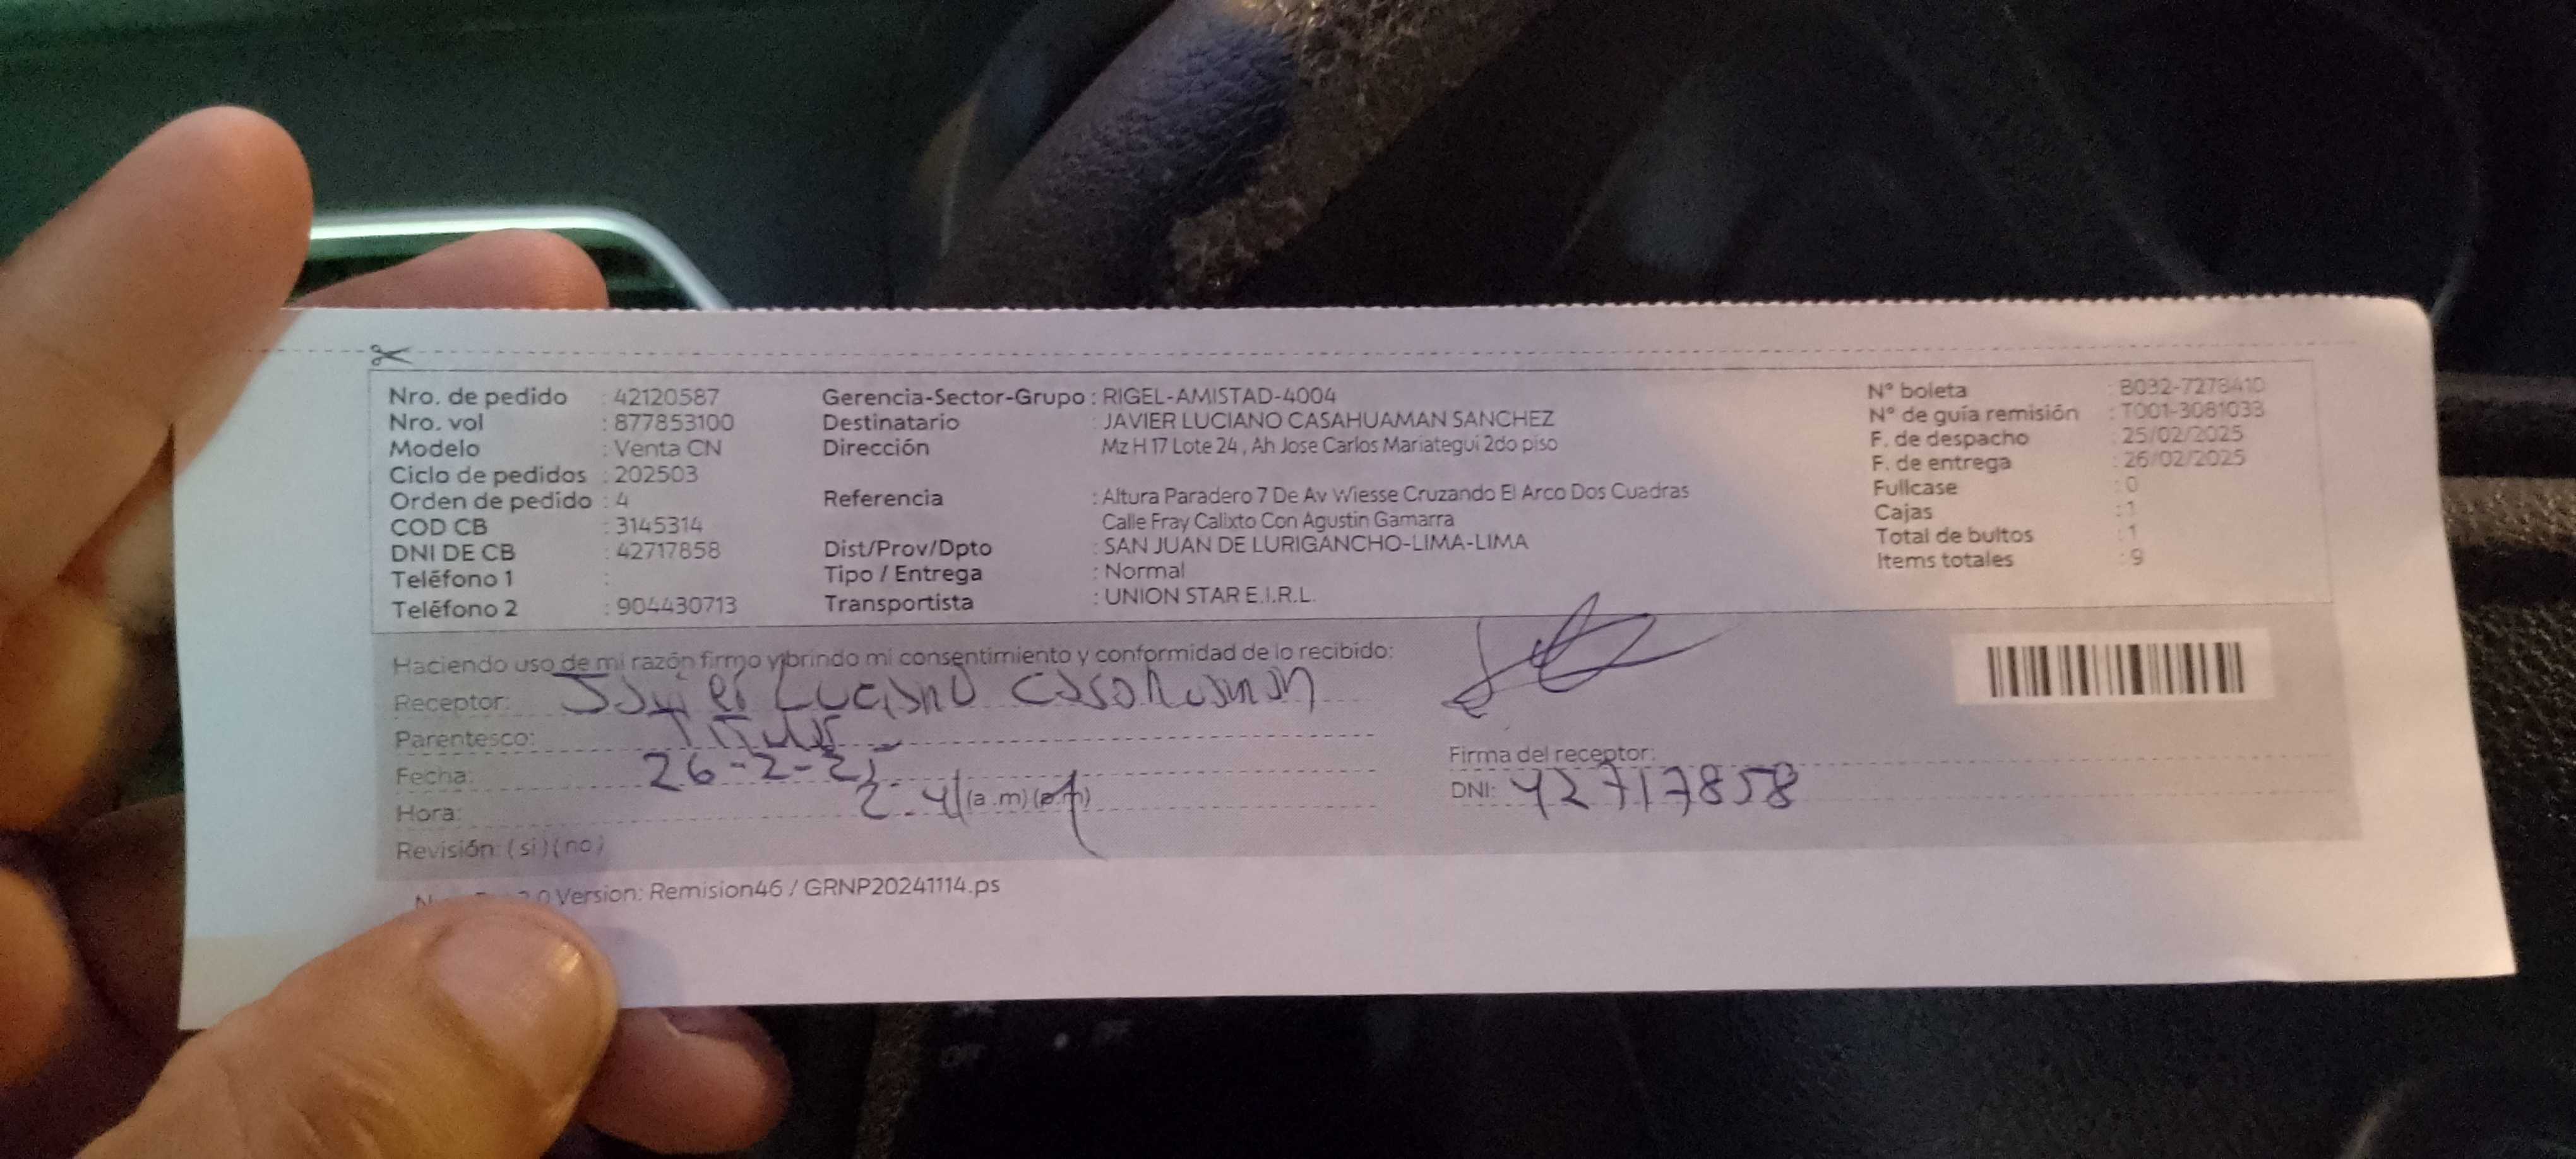 Nro. de pedido : 42120587
Nro. vol : 877853100
Modelo : Venta CN
Ciclo de pedidos : 202503
Orden de pedido : 4
COD CB : 3145314
DNI DE CB : 42717858
Teléfono 1 :
Teléfono 2 : 904430713
Gerencia-Sector-Grupo : RIGEL-AMISTAD-4004
Destinatario : JAVIER LUCIANO CASAHUAMAN SANCHEZ
Dirección Mz H 17 Lote 24 , Ah Jose Carlos Mariategui 2do piso
Referencia : Altura Paradero 7 De Av Wiesse Cruzando El Arco Dos Cuadras
Calle Fray Calixto Con Agustin Gamarra
Dist/Prov/Dpto : SAN JUAN DE LURIGANCHO-LIMA-LIMA
Tipo / Entrega : Normal
Transportista : UNION STAR E.I.R.L.
N° boleta : B032-7278410
N° de guía remisión : T001-3081033
F. de despacho : 25/02/2025
F. de entrega : 26/02/2025
Fullcase : 0
Cajas : 1
Total de bultos : 1
Items totales : 9
Haciendo uso de mi razón firmo y brindo mi consentimiento y conformidad de lo recibido:
Receptor: Javier Luciano Casahuaman
Parentesco:
Fecha: 26-2-25
Hora: (a.m) (p.m)
Revisión: (si) (no)
Firma del receptor:
DNI: 42717858
Version: Remision46 / GRNP20241114.ps